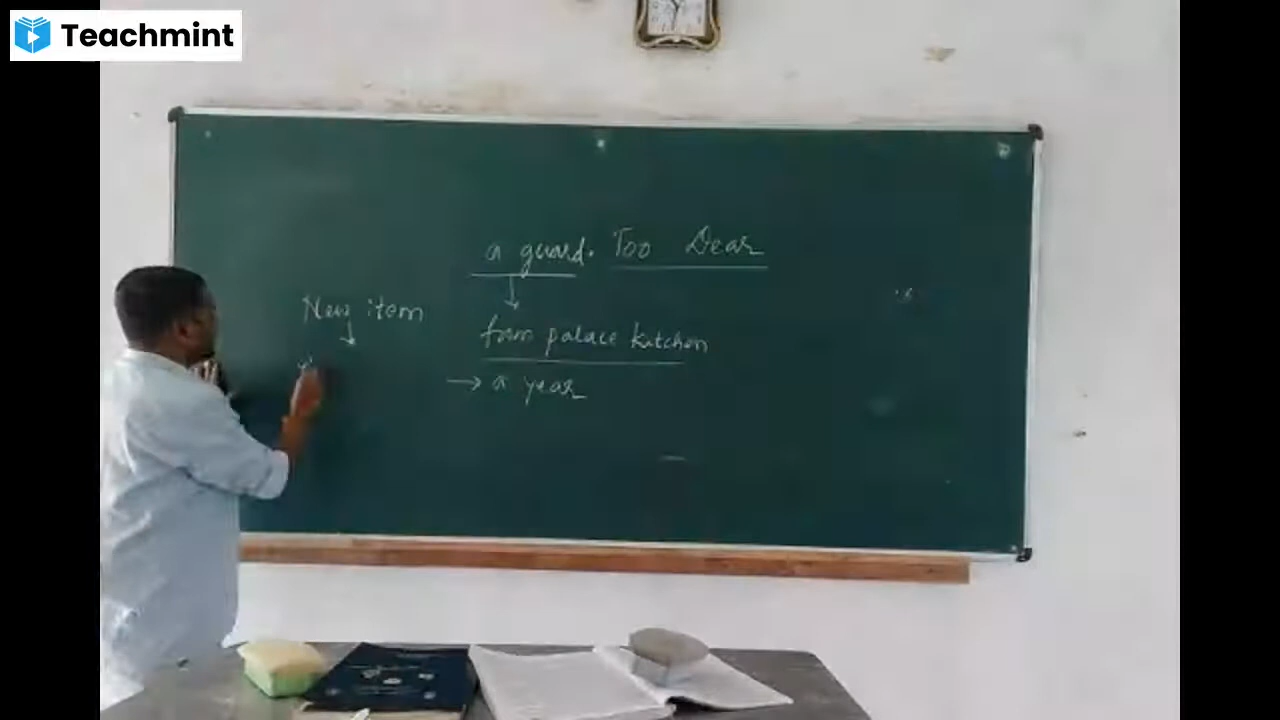 Teachmint
a guard. Too Dear
New item
from palace kitchen
→ a year